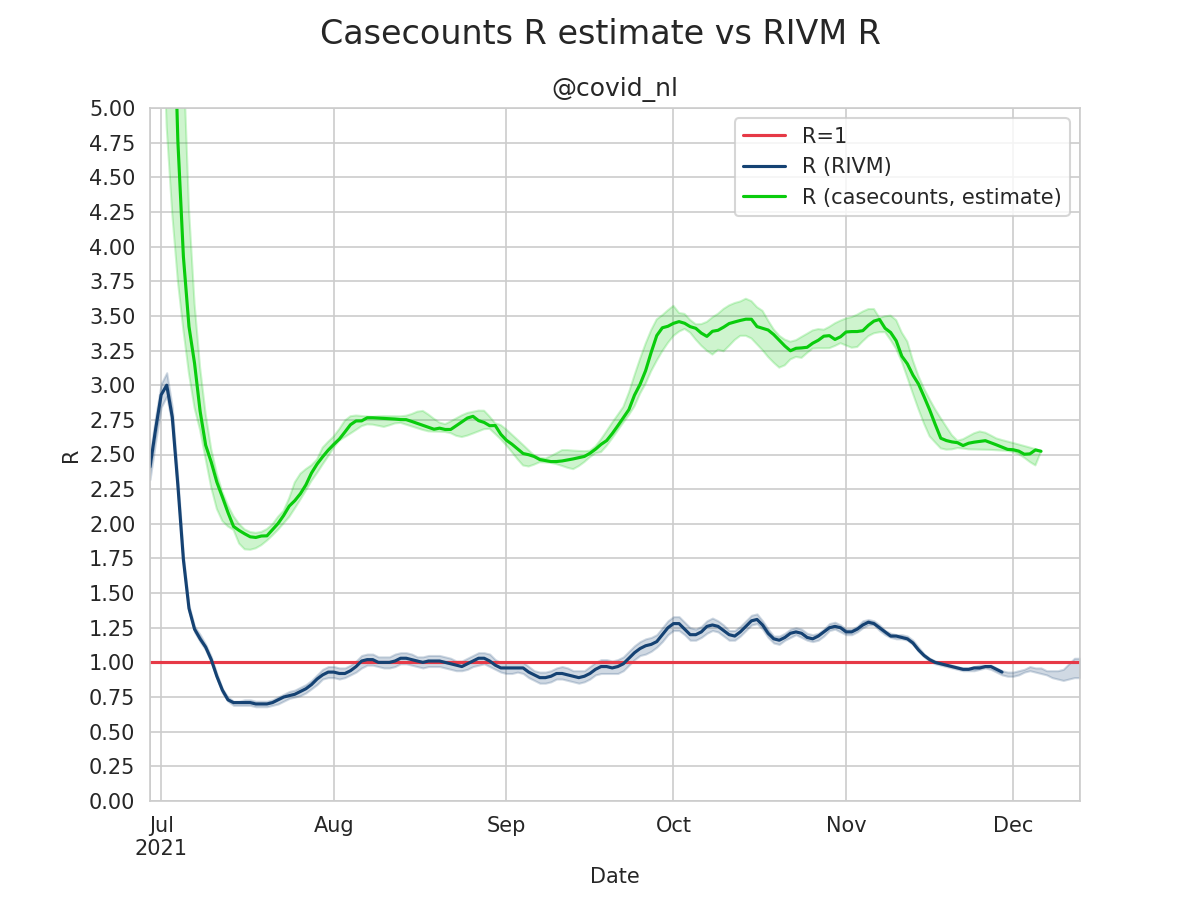 Casecounts R estimate vs RIVM R
@covid_nl
5.00
4.75
4.50
4.25
4.00
3.75
3.50
3.25
3.00
2.75
2.50
2.25
2.00
1.75
1.50
1.25
1.00
0.75
0.50
0.25
0.00
R
R=1
R (RIVM)
R (casecounts, estimate)
Jul Aug Sep Oct Nov Dec
2021
Date